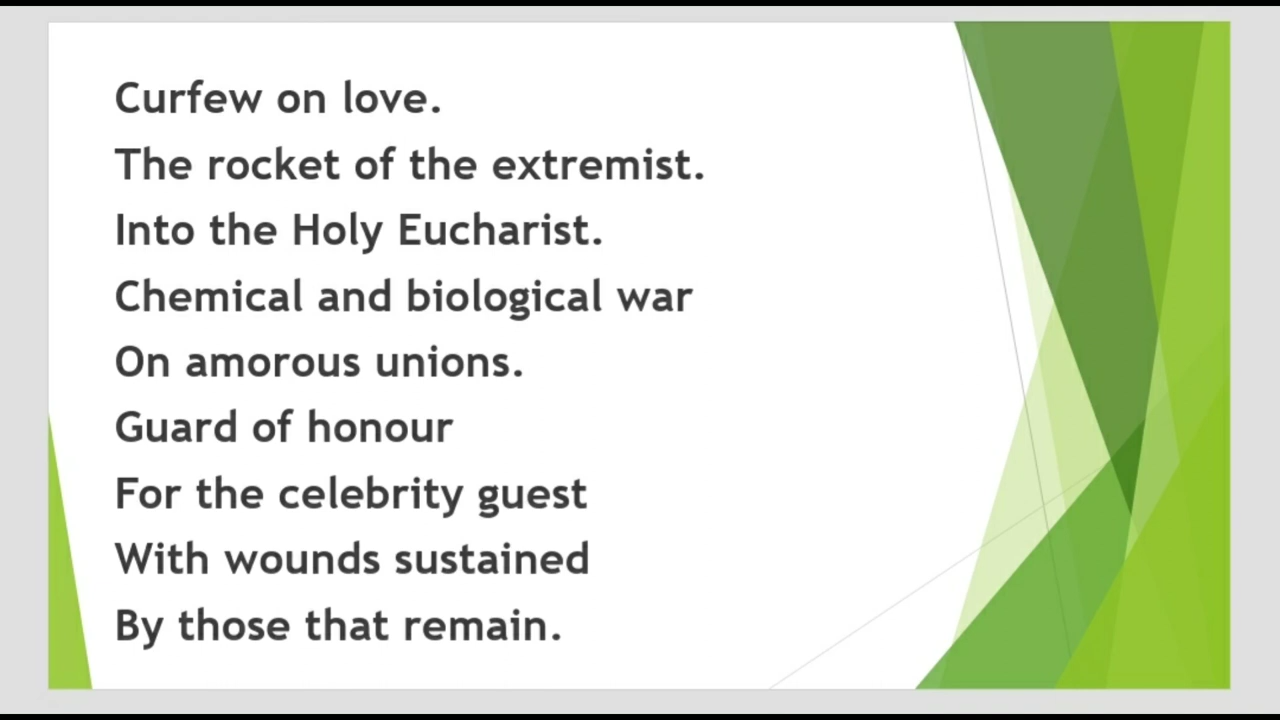 Curfew on love.
The rocket of the extremist.
Into the Holy Eucharist.
Chemical and biological war
On amorous unions.
Guard of honour
For the celebrity guest
With wounds sustained
By those that remain.